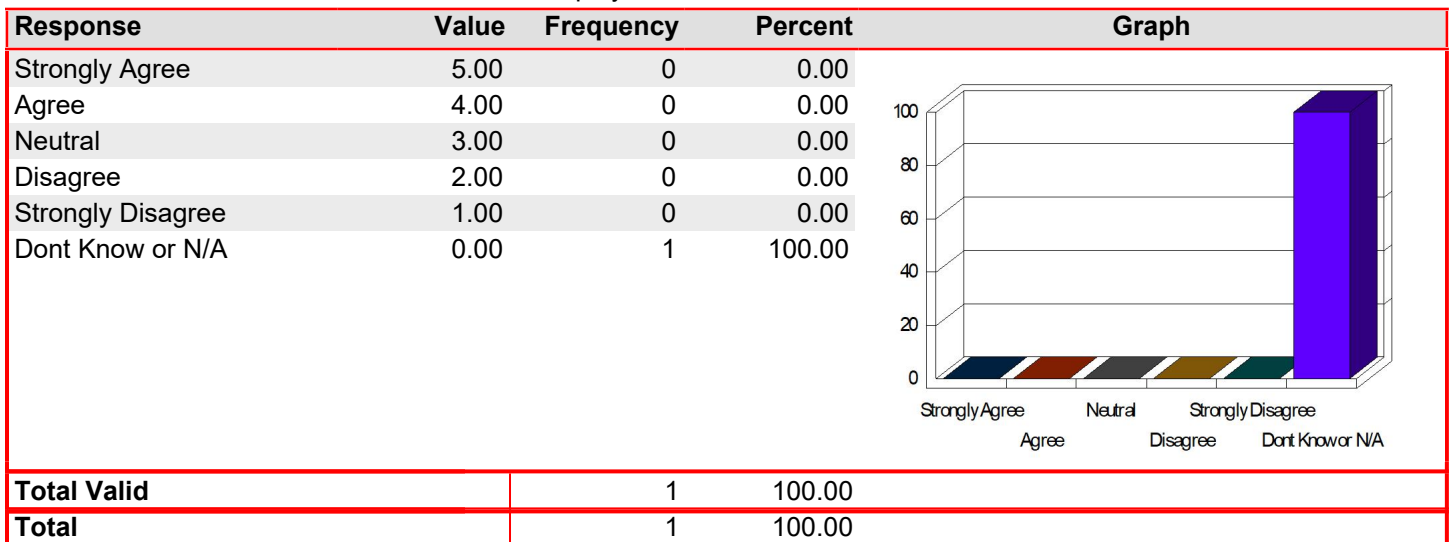 Response Value Frequency Percent Graph
Strongly Agree 5.00 0 0.00
Agree 4.00 0 0.00
Neutral 3.00 0 0.00
Disagree 2.00 0 0.00
Strongly Disagree 1.00 0 0.00
Dont Know or N/A 0.00 1 100.00
100
80
60
40
20
0
Strongly Agree Neutral Strongly Disagree
Agree Disagree Dont Know or N/A
Total Valid 1 100.00
Total 1 100.00